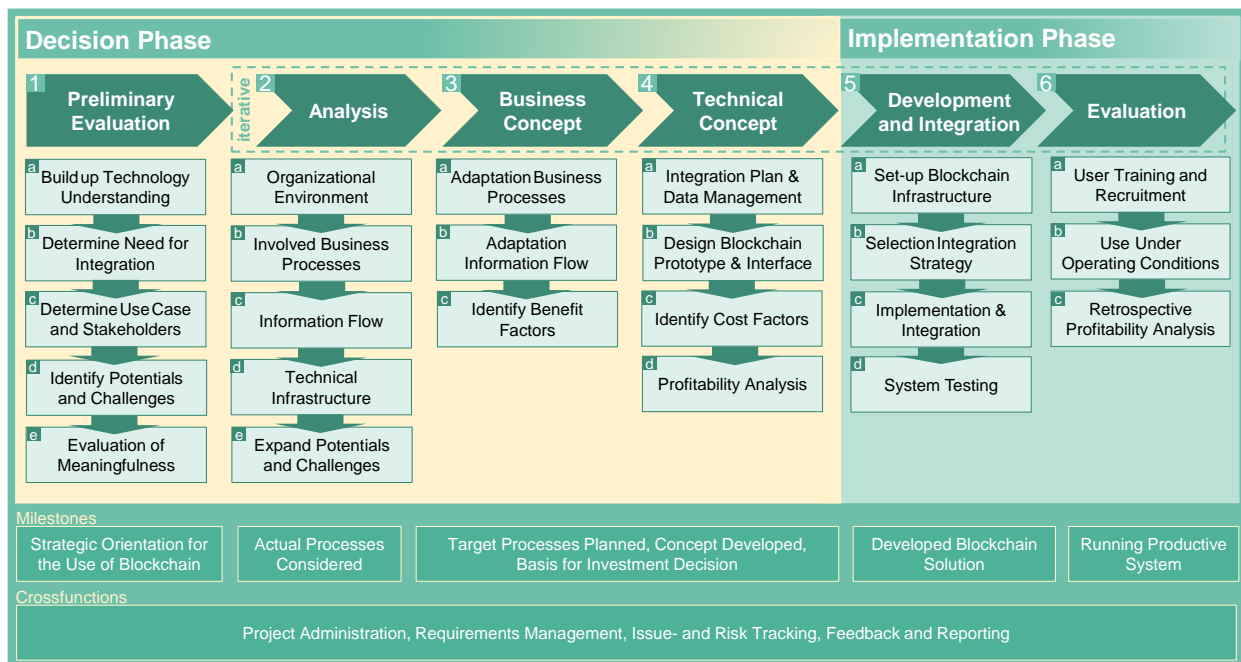 Decision Phase
Implementation Phase
iterative
1
Preliminary
Evaluation
2
Analysis
3
Business
Concept
4
Technical
Concept
5
Development
and Integration
6
Evaluation
a
Build up Technology
Understanding
b
Determine Need for
Integration
c
Determine Use Case
and Stakeholders
d
Identify Potentials
and Challenges
e
Evaluation of
Meaningfulness
a
Organizational
Environment
b
Involved Business
Processes
c
Information Flow
d
Technical
Infrastructure
e
Expand Potentials
and Challenges
a
Adaptation Business
Processes
b
Adaptation
Information Flow
c
Identify Benefit
Factors
a
Integration Plan &
Data Management
b
Design Blockchain
Prototype & Interface
c
Identify Cost Factors
d
Profitability Analysis
a
Set-up Blockchain
Infrastructure
b
Selection Integration
Strategy
c
Implementation &
Integration
d
System Testing
a
User Training and
Recruitment
b
Use Under
Operating Conditions
c
Retrospective
Profitability Analysis
Milestones
Strategic Orientation for
the Use of Blockchain
Actual Processes
Considered
Target Processes Planned, Concept Developed,
Basis for Investment Decision
Developed Blockchain
Solution
Running Productive
System
Crossfunctions
Project Administration, Requirements Management, Issue- and Risk Tracking, Feedback and Reporting